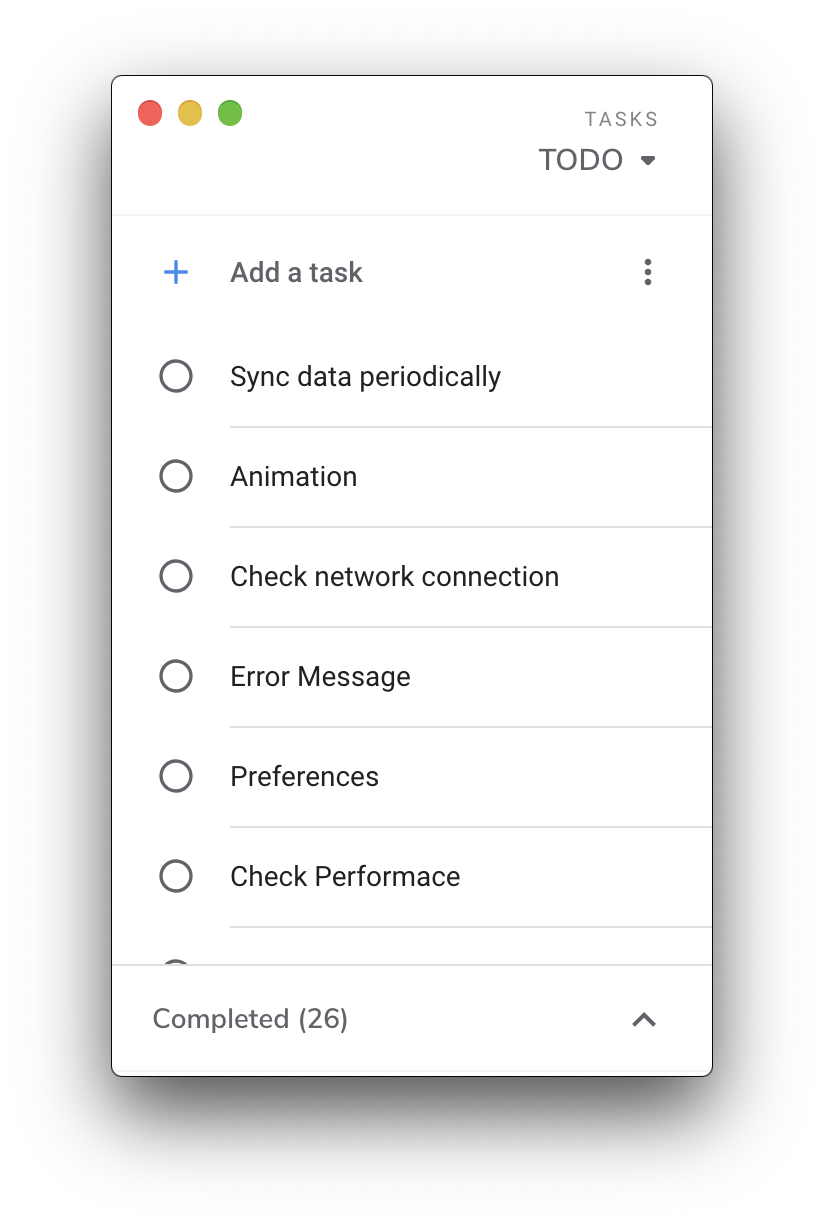 TASKS
TODO
Add a task
Sync data periodically
Animation
Check network connection
Error Message
Preferences
Check Performace
Completed (26)